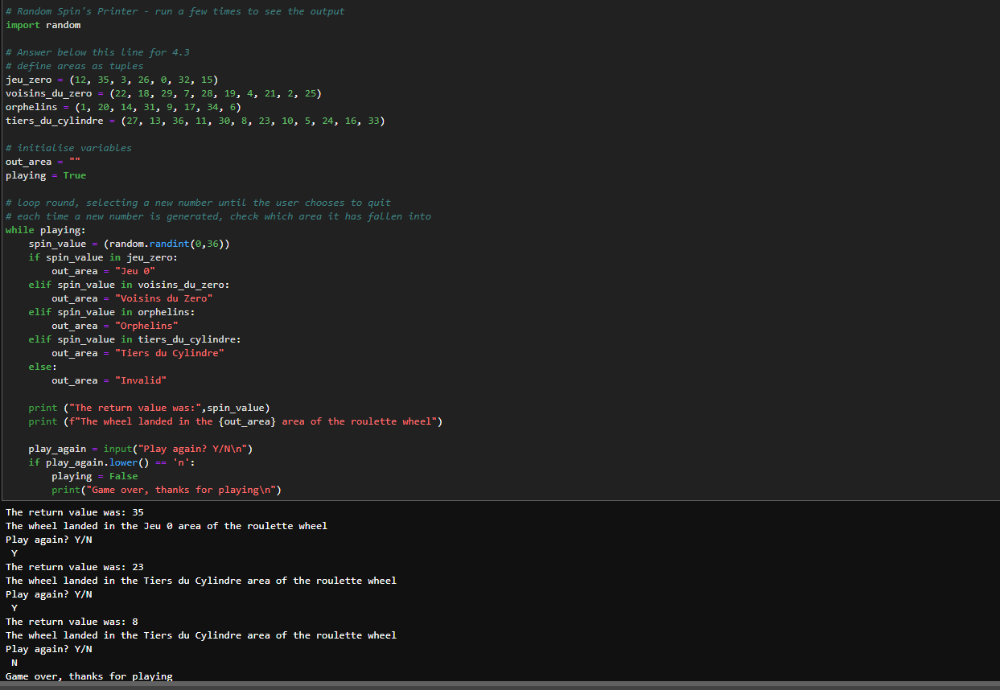 # Random Spin's Printer - run a few times to see the output
import random
# Answer below this line for 4.3
# define areas as tuples
jeu_zero = (12, 35, 3, 26, 0, 32, 15)
voisins_du_zero = (22, 18, 29, 7, 28, 19, 4, 21, 2, 25)
orphelins = (1, 20, 14, 31, 9, 17, 34, 6)
tiers_du_cylindre = (27, 13, 36, 11, 30, 8, 23, 10, 5, 24, 16, 33)
# initialise variables
out_area = ""
playing = True
# loop round, selecting a new number until the user chooses to quit
# each time a new number is generated, check which area it has fallen into
while playing:
    spin_value = (random.randint(0,36))
    if spin_value in jeu_zero:
        out_area = "Jeu 0"
    elif spin_value in voisins_du_zero:
        out_area = "Voisins du Zero"
    elif spin_value in orphelins:
        out_area = "Orphelins"
    elif spin_value in tiers_du_cylindre:
        out_area = "Tiers du Cylindre"
    else:
        out_area = "Invalid"
    print ("The return value was:",spin_value)
    print (f"The wheel landed in the {out_area} area of the roulette wheel")
    play_again = input("Play again? Y/N\n")
    if play_again.lower() == 'n':
        playing = False
        print("Game over, thanks for playing\n")
The return value was: 35
The wheel landed in the Jeu 0 area of the roulette wheel
Play again? Y/N
 Y
The return value was: 23
The wheel landed in the Tiers du Cylindre area of the roulette wheel
Play again? Y/N
 Y
The return value was: 8
The wheel landed in the Tiers du Cylindre area of the roulette wheel
Play again? Y/N
 N
Game over, thanks for playing